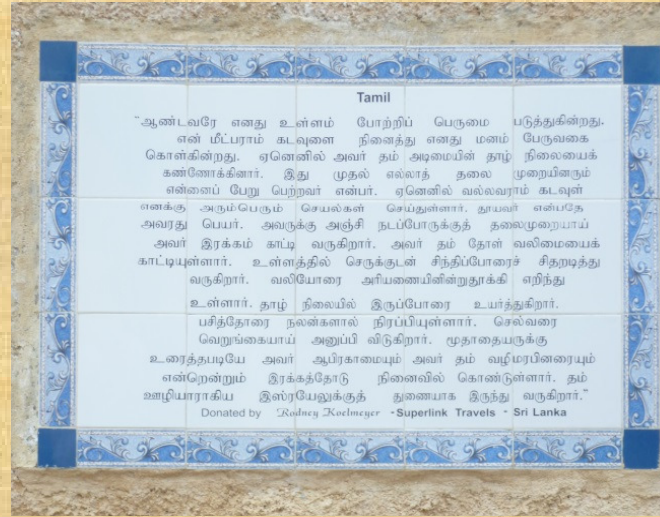 Tamil
"ஆண்டவரே எனது உள்ளம் போற்றிப் பெருமை படுத்துகின்றது.
என் மீட்பராம் கடவுளை நினைத்து எனது மனம் பேருவகை
கொள்கின்றது. ஏனெனில் அவர் தம் அடிமையின் தாழ் நிலையைக்
கண்ணோக்கினார். இது முதல் எல்லாத் தலை முறையினரும்
என்னைப் பேறு பெற்றவர் என்பர். ஏனெனில் வல்லவராம் கடவுள்
எனக்கு அரும்பெரும் செயல்கள் செய்துள்ளார். தூயவர் என்பதே
அவரது பெயர். அவருக்கு அஞ்சி நடப்போருக்குத் தலைமுறையாய்
அவர் இரக்கம் காட்டி வருகிறார். அவர் தம் தோள் வலிமையைக்
காட்டியுள்ளார். உள்ளத்தில் செருக்குடன் சிந்திப்போரைச் சிதறடித்து
வருகிறார். வலியோரை அரியணையினின்றுதூக்கி எறிந்து
உள்ளார். தாழ் நிலையில் இருப்போரை உயர்த்துகிறார்.
பசித்தோரை நலன்களால் நிரப்பியுள்ளார். செல்வரை
வெறுங்கையாய் அனுப்பி விடுகிறார். மூதாதையருக்கு
உரைத்தபடியே அவர் ஆபிரகாமையும் அவர் தம் வழிமரபினரையும்
என்றென்றும் இரக்கத்தோடு நினைவில் கொண்டுள்ளார். தம்
ஊழியாராகிய இஸ்ரயேலுக்குத் துணையாக இருந்து வருகிறார்."
Donated by Rodney Koelmeyer - Superlink Travels - Sri Lanka